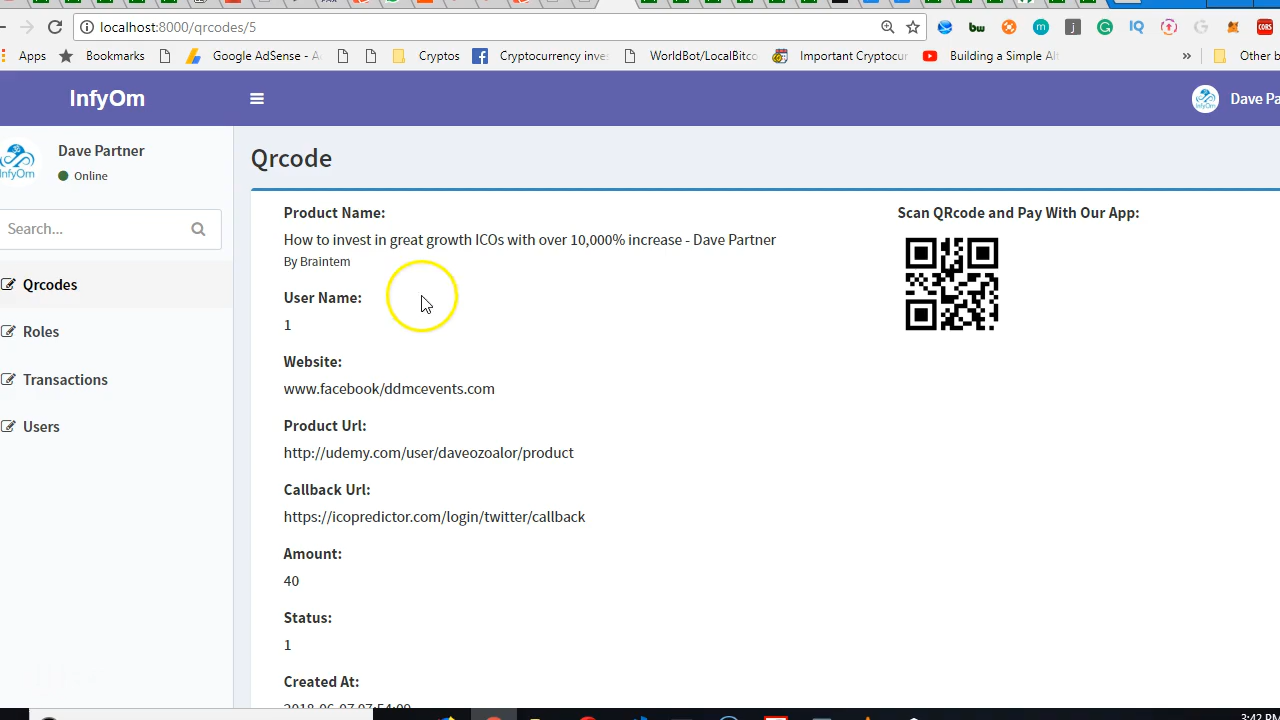 localhost:8000/qrcodes/5
Apps Bookmarks Google AdSense - A Cryptos Cryptocurrency inve WorldBot/LocalBitco Important Cryptocur Building a Simple Alt » Other b
InfyOm
Dave Pa
Dave Partner
Online
Search...
Qrcodes
Roles
Transactions
Users
Qrcode
Product Name:
How to invest in great growth ICOs with over 10,000% increase - Dave Partner
By Braintem
User Name:
1
Website:
www.facebook/ddmcevents.com
Product Url:
http://udemy.com/user/daveozoalor/product
Callback Url:
https://icopredictor.com/login/twitter/callback
Amount:
40
Status:
1
Created At:
Scan QRcode and Pay With Our App:
3:42 PM